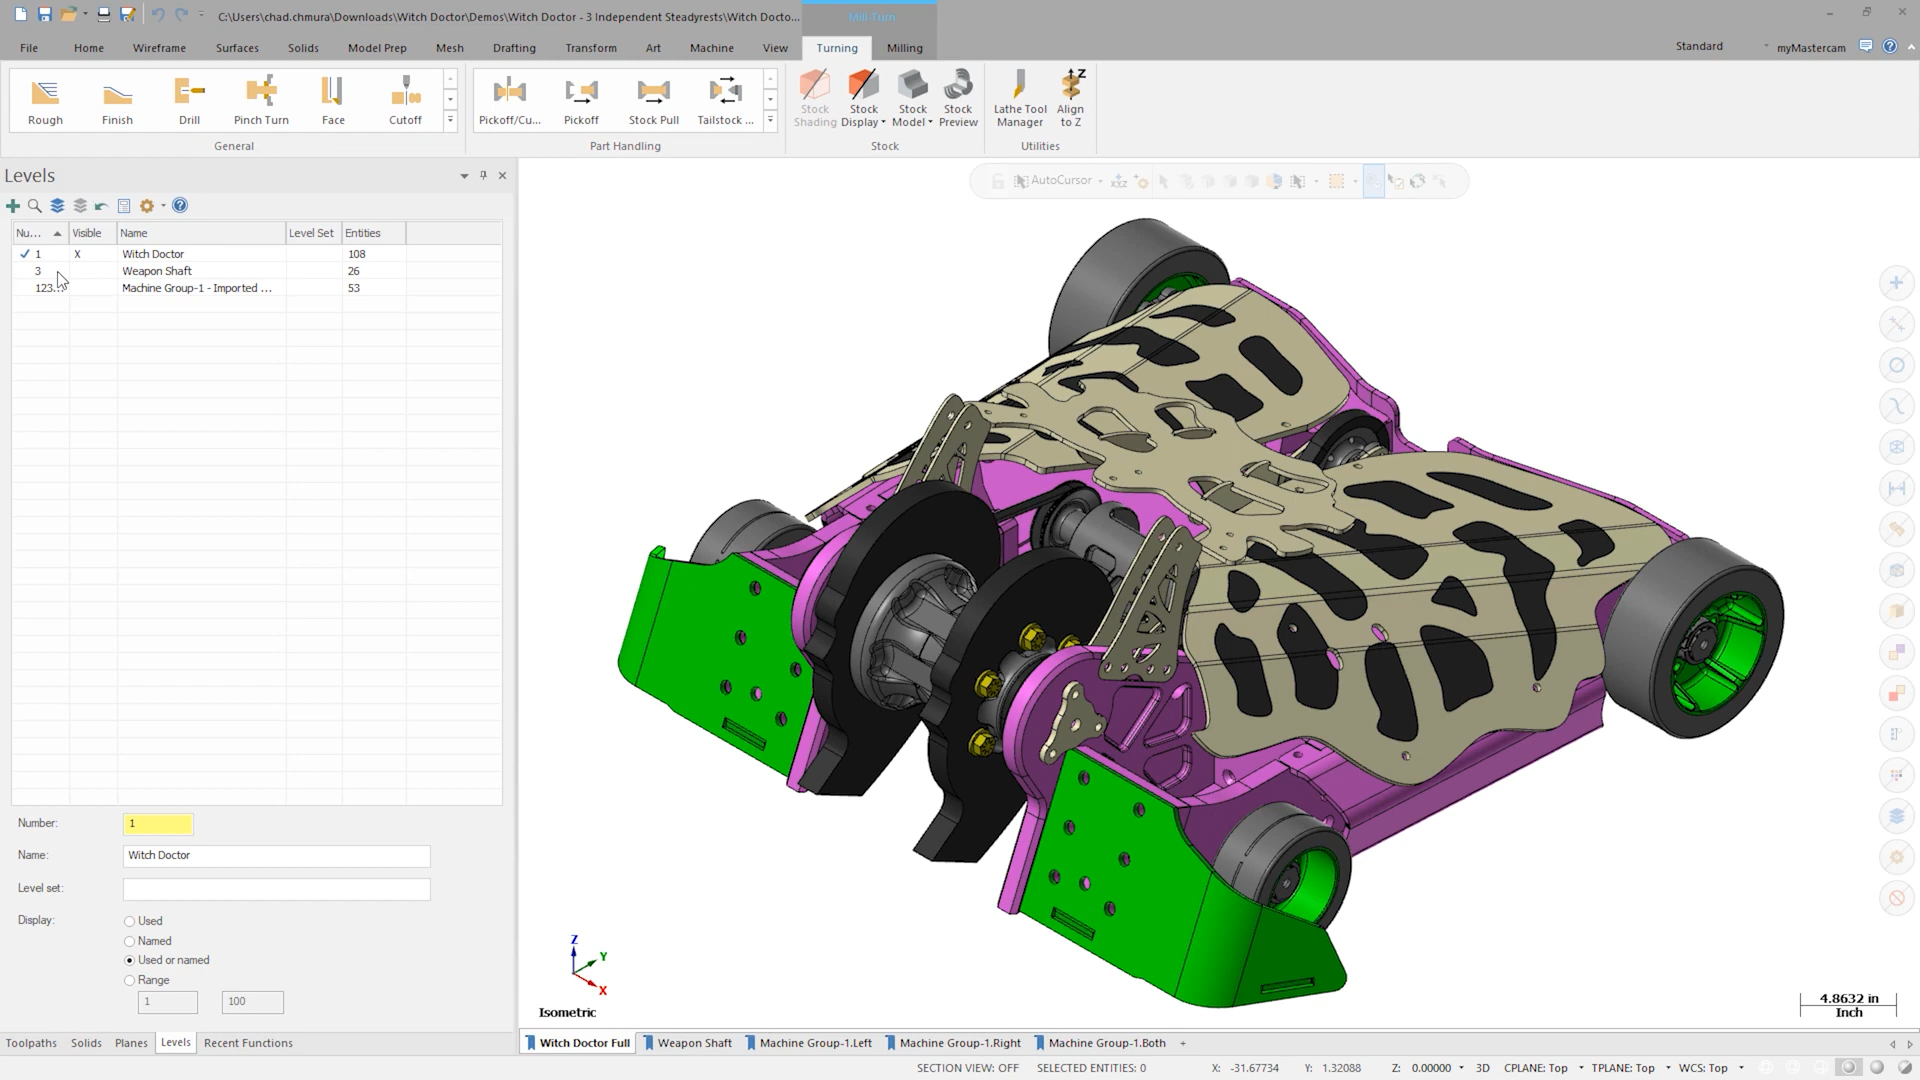 C:\Users\chad.chmura\Downloads\Witch Doctor\Demos\Witch Doctor - 3 Independent Steadyrests\Witch Docto...
Mill-Turn
File Home Wireframe Surfaces Solids Model Prep Mesh Drafting Transform Art Machine View Turning Milling
Standard myMastercam
Rough Finish Drill Pinch Turn Face Cutoff
Pickoff/Cu... Pickoff Stock Pull Tailstock ...
Stock Shading
Stock Display
Stock Model
Stock Preview
Lathe Tool Manager
Align to Z
General Part Handling Stock Utilities
Levels
AutoCursor
Nu... Visible Name Level Set Entities
1 X Witch Doctor 108
3 Weapon Shaft 26
123... Machine Group-1 - Imported ... 53
Number: 1
Name: Witch Doctor
Level set:
Display: Used
Named
Used or named
Range
1 100
Z
Y
X
Isometric
4.8632 in
Inch
Toolpaths Solids Planes Levels Recent Functions
Witch Doctor Full Weapon Shaft Machine Group-1.Left Machine Group-1.Right Machine Group-1.Both +
SECTION VIEW: OFF SELECTED ENTITIES: 0 X: -31.67734 Y: 1.32088 Z: 0.00000 3D CPLANE: Top TPLANE: Top WCS: Top